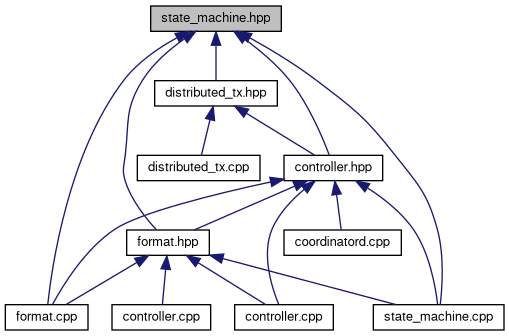 state_machine.hpp
distributed_tx.hpp
distributed_tx.cpp
controller.hpp
format.hpp
coordinatord.cpp
format.cpp
controller.cpp
controller.cpp
state_machine.cpp